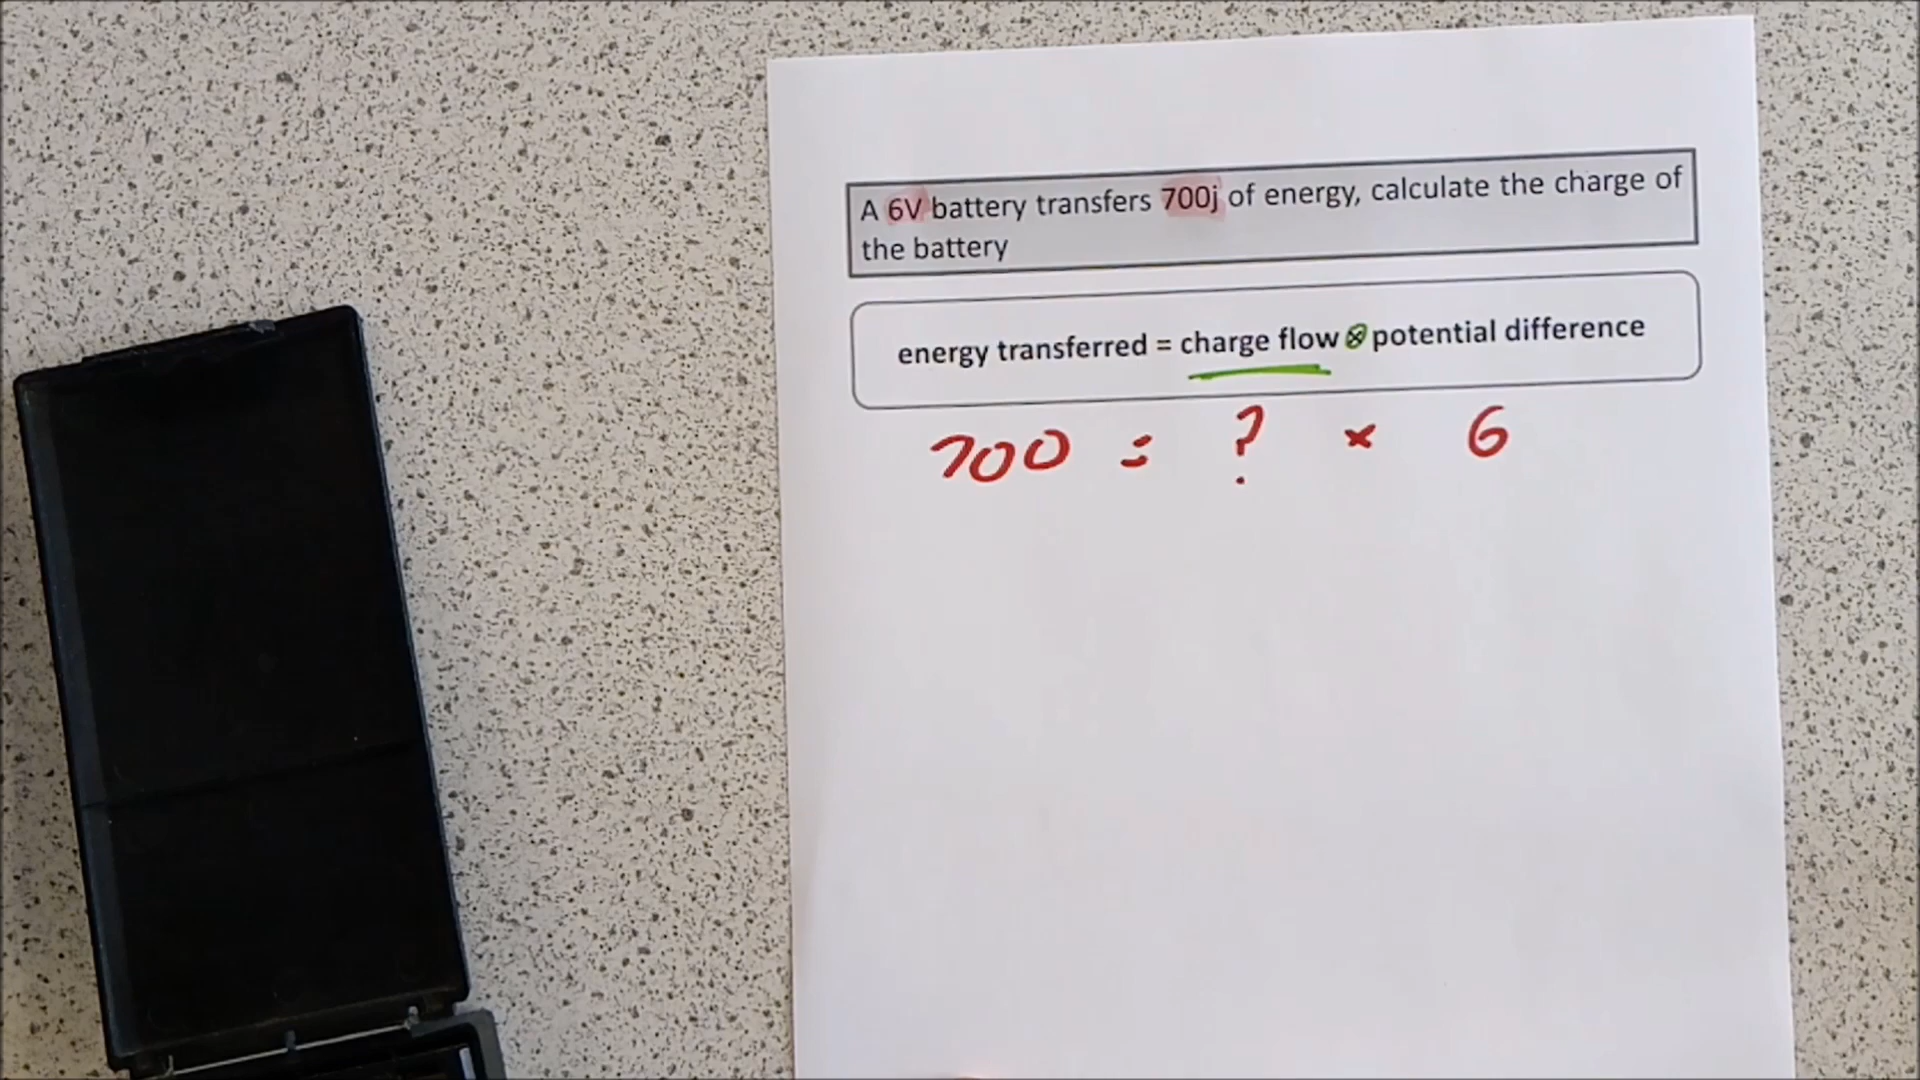 A 6V battery transfers 700j of energy, calculate the charge of
the battery
energy transferred = charge flow ⊗ potential difference
700 = ? × 6